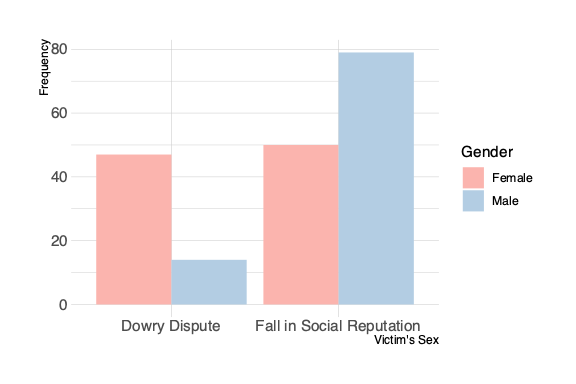 Frequency
80
60
40
20
0
Dowry Dispute
Fall in Social Reputation
Victim's Sex
Gender
Female
Male